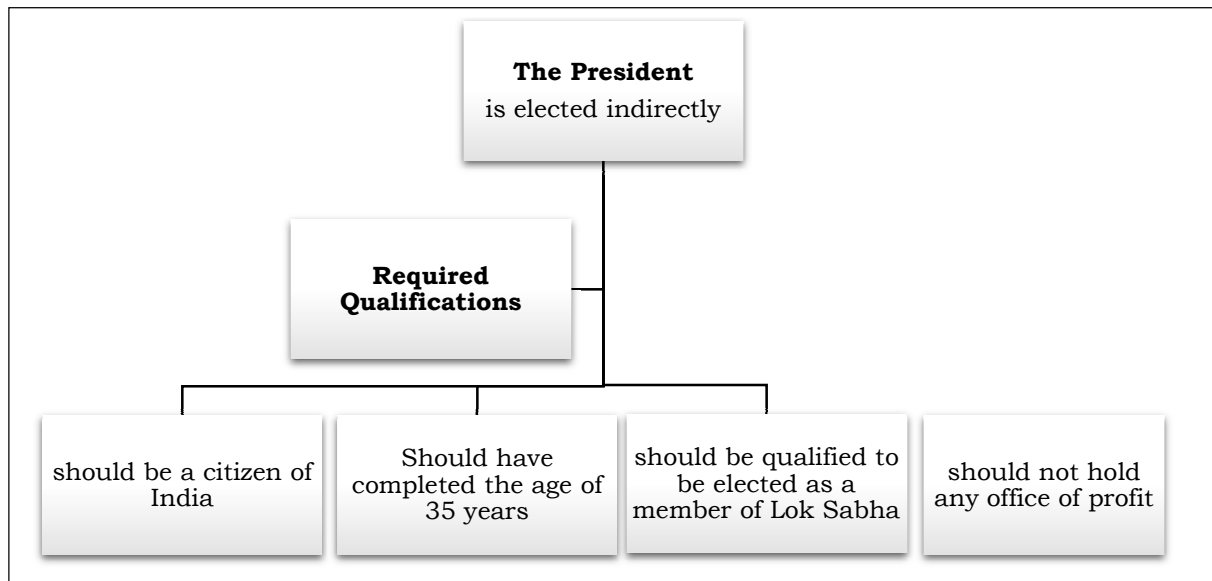 The President
is elected indirectly
Required
Qualifications
should be a citizen of
India
Should have
completed the age of
35 years
should be qualified to
be elected as a
member of Lok Sabha
should not hold
any office of profit